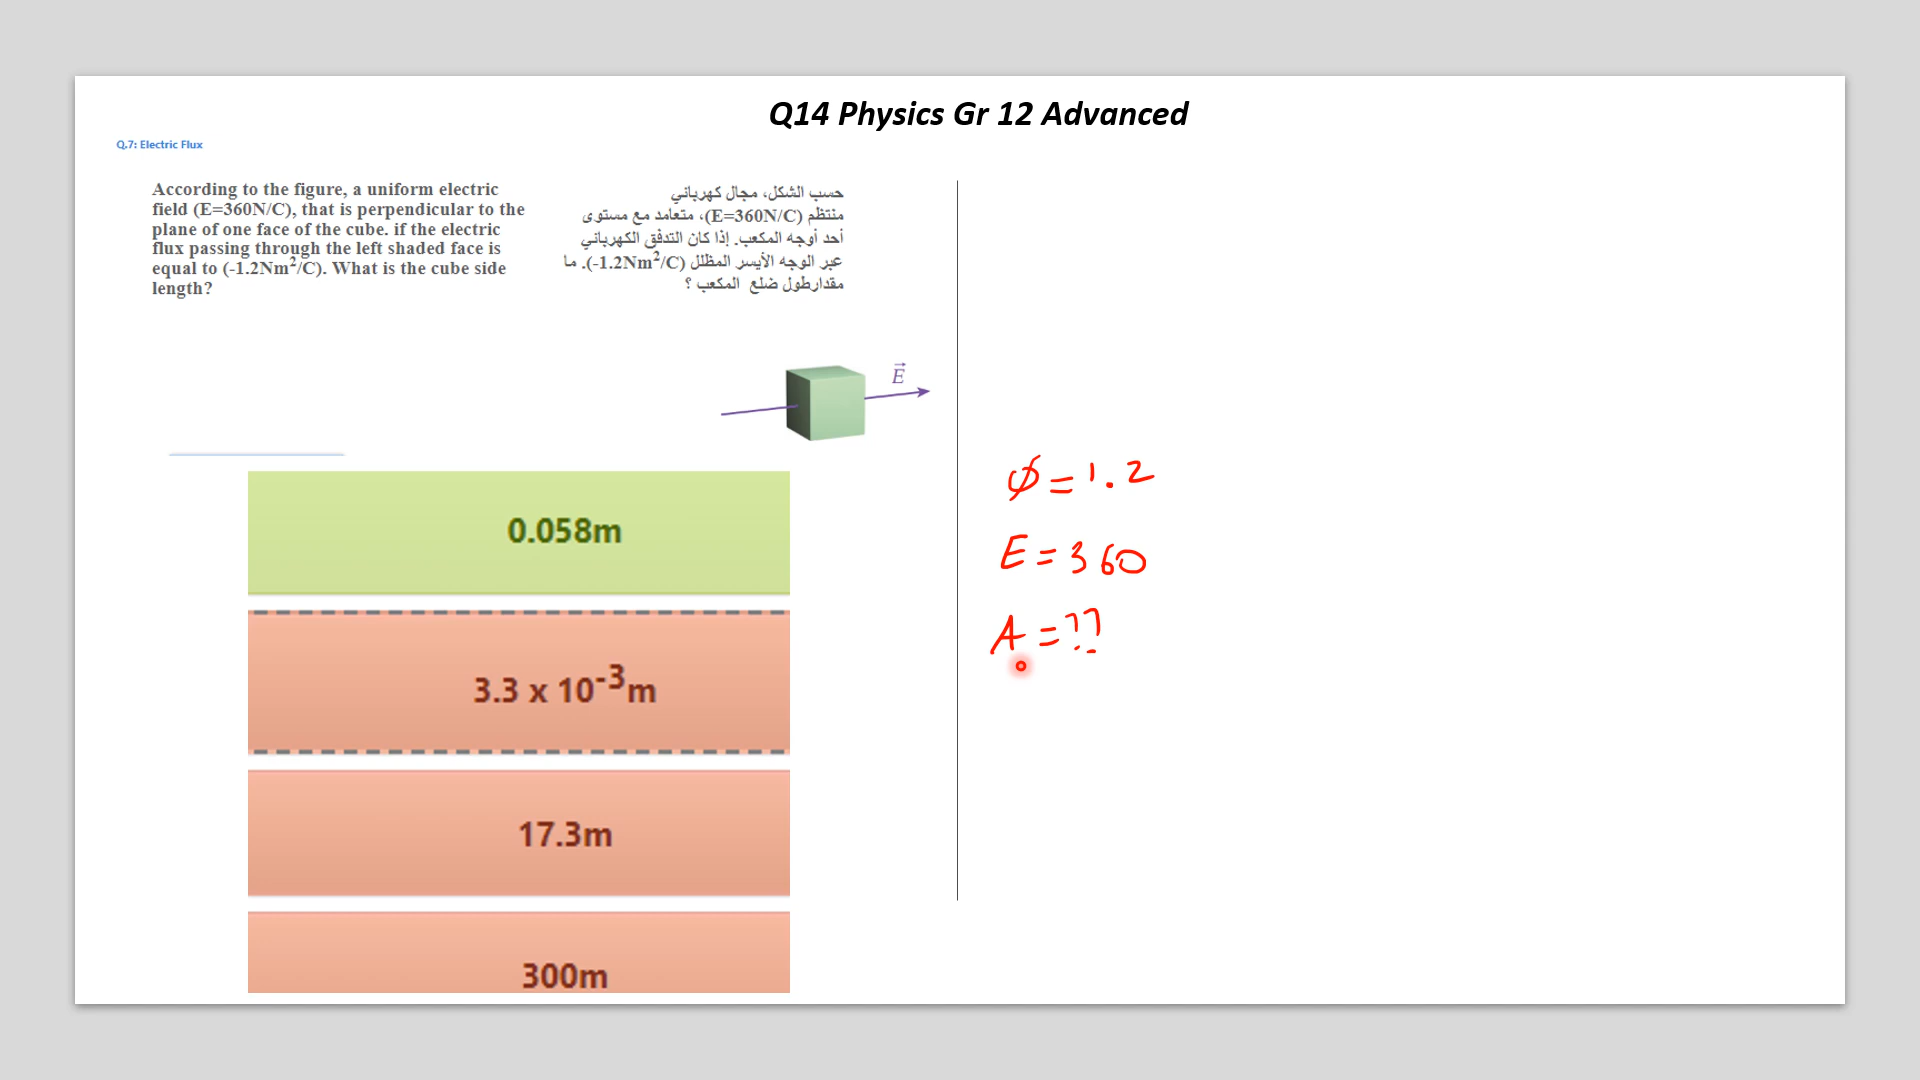 Q14 Physics Gr 12 Advanced
Q.7: Electric Flux
According to the figure, a uniform electric
field (E=360N/C), that is perpendicular to the
plane of one face of the cube. if the electric
flux passing through the left shaded face is
equal to (-1.2Nm²/C). What is the cube side
length?
حسب الشكل، مجال كهرباني
منتظم (E=360N/C)، متعامد مع مستوى
أحد أوجه المكعب. إذا كان التدفق الكهرباني
عبر الوجه الأيسر المظلل (-1.2Nm²/C). ما
مقدارطول ضلع المكعب ؟
E⃗
0.058m
3.3 x 10⁻³m
17.3m
300m
Ø = 1.2
E = 360
A = ??